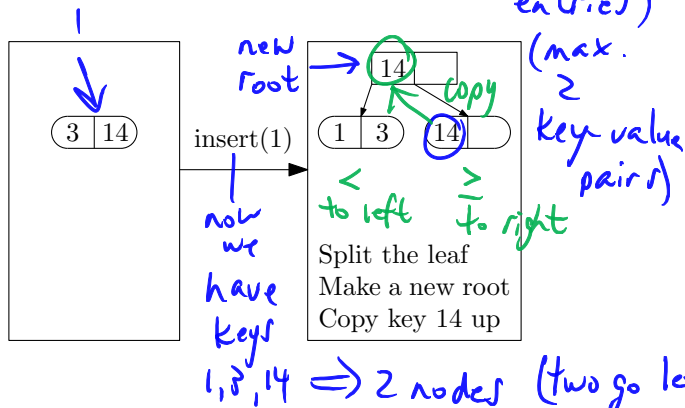 1
3 14
insert(1)
now
we
have
keys
1,3,14 ⇒ 2 nodes (two go
new
root
14
copy
1 3 14
< ≥
to left to right
Split the leaf
Make a new root
Copy key 14 up
entries)
(max.
2
key-value
pairs)